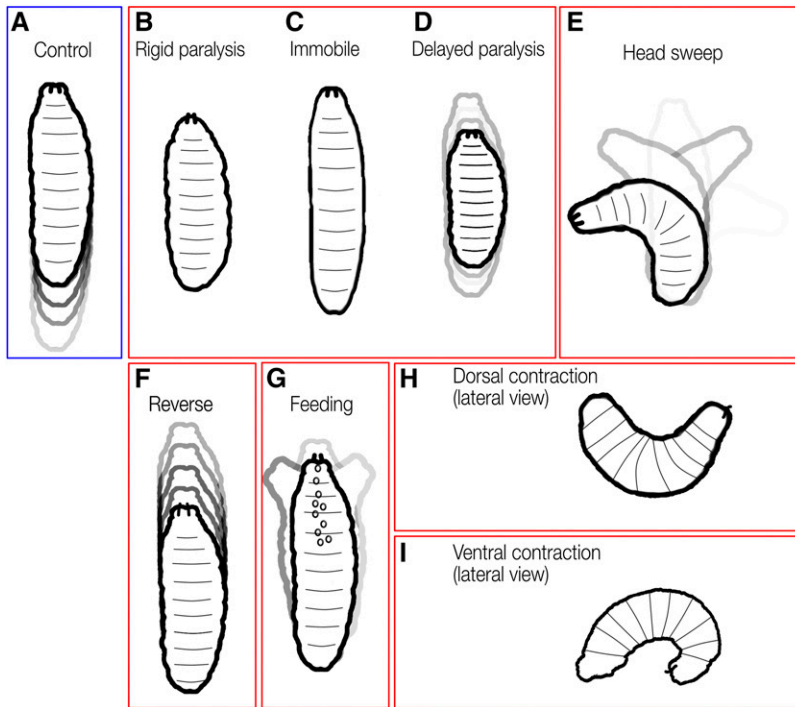 A
Control
B
Rigid paralysis
C
Immobile
D
Delayed paralysis
E
Head sweep
F
Reverse
G
Feeding
H
Dorsal contraction
(lateral view)
I
Ventral contraction
(lateral view)